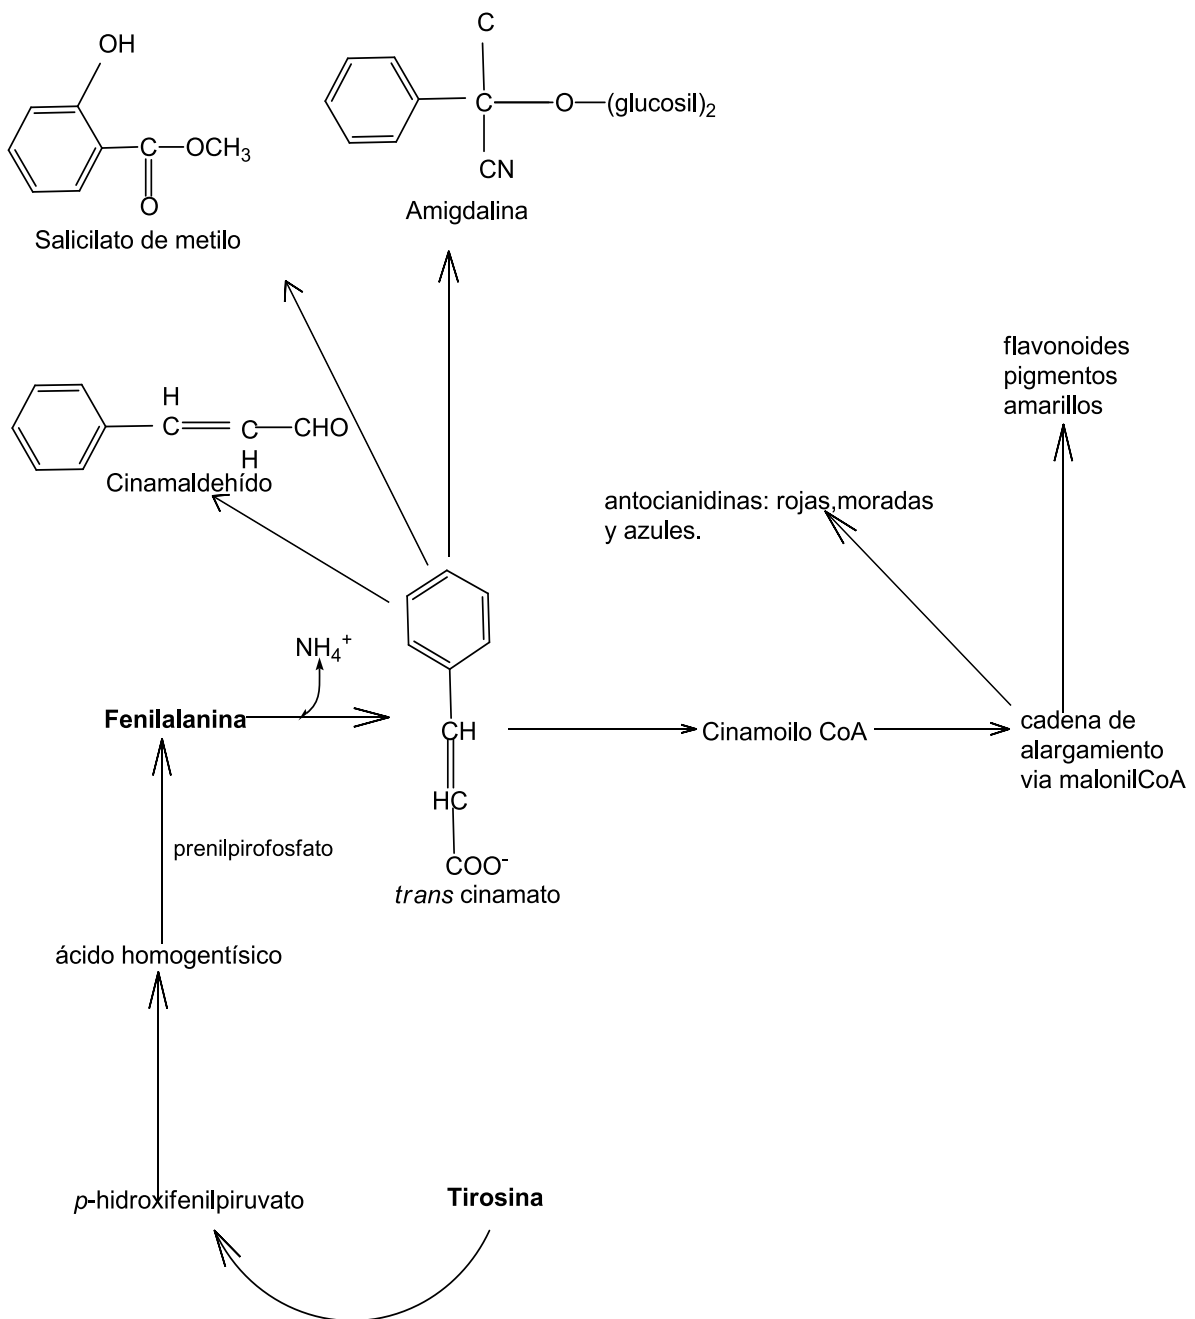 OH
C—OCH3
O
Salicilato de metilo
C
C—O—(glucosil)2
CN
Amigdalina
H
C=C—CHO
H
Cinamaldehído
flavonoides
pigmentos
amarillos
antocianidinas: rojas,moradas
y azules.
NH4+
Fenilalanina
CH
HC
COO-
trans cinamato
Cinamoilo CoA
cadena de
alargamiento
via malonilCoA
prenilpirofosfato
ácido homogentísico
p-hidroxifenilpiruvato
Tirosina